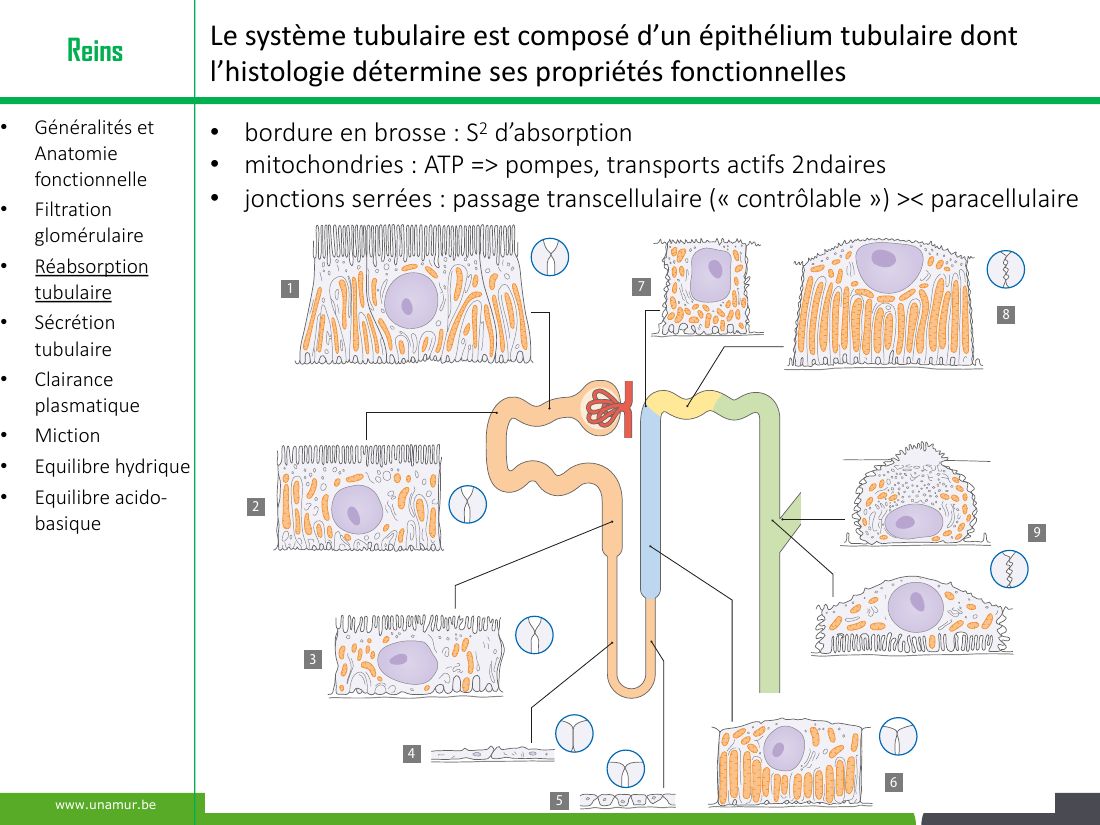 Reins
Le système tubulaire est composé d’un épithélium tubulaire dont
l’histologie détermine ses propriétés fonctionnelles
• Généralités et
Anatomie
fonctionnelle
• Filtration
glomérulaire
• Réabsorption
tubulaire
• Sécrétion
tubulaire
• Clairance
plasmatique
• Miction
• Equilibre hydrique
• Equilibre acido-
basique
• bordure en brosse : S² d’absorption
• mitochondries : ATP => pompes, transports actifs 2ndaires
• jonctions serrées : passage transcellulaire (« contrôlable ») >< paracellulaire
1
7
8
2
9
3
4
5
6
www.unamur.be